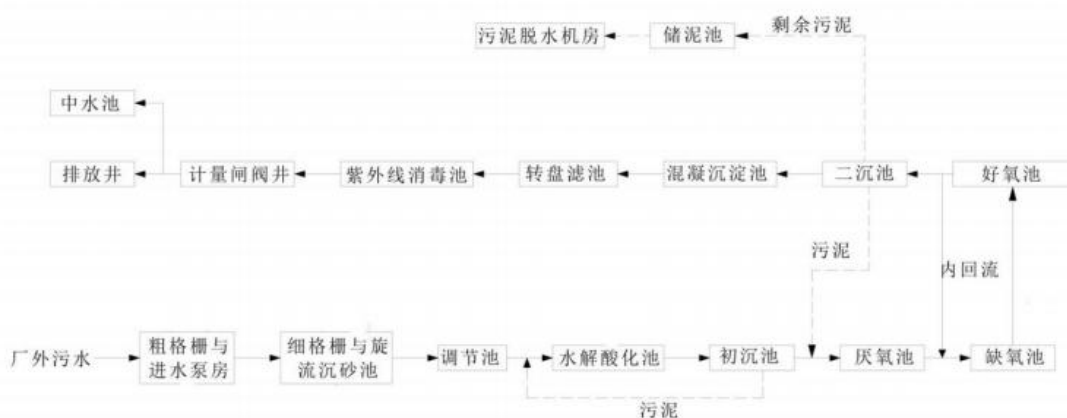 剩余污泥
污泥脱水机房
储泥池
中水池
排放井
计量闸阀井
紫外线消毒池
转盘滤池
混凝沉淀池
二沉池
好氧池
污泥
内回流
厂外污水
粗格栅与
进水泵房
细格栅与旋
流沉砂池
调节池
水解酸化池
初沉池
厌氧池
缺氧池
污泥